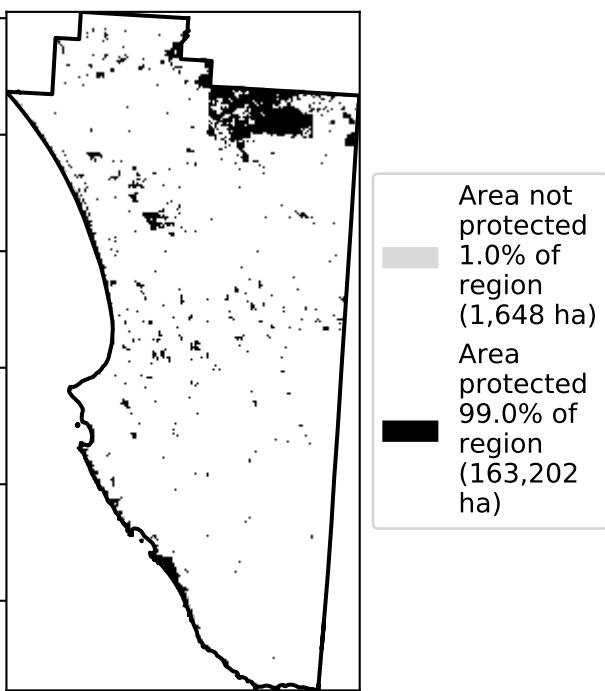 Area not
protected
1.0% of
region
(1,648 ha)
Area
protected
99.0% of
region
(163,202
ha)